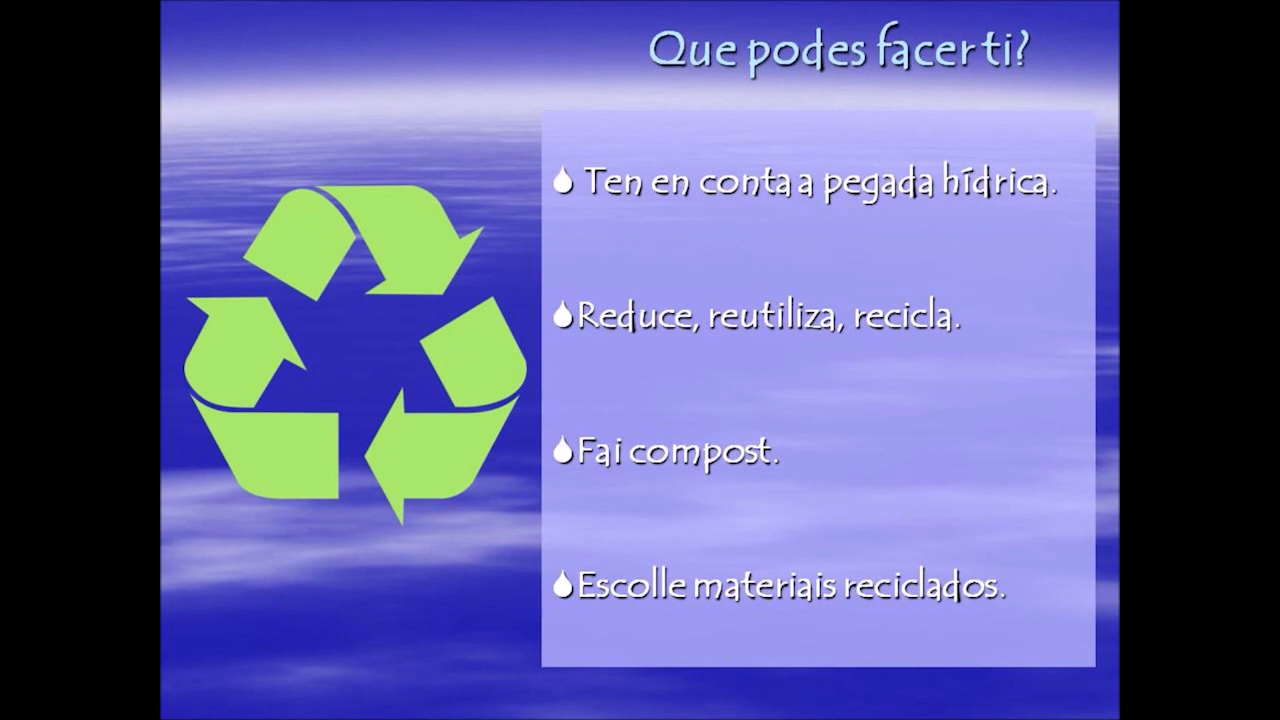 Que podes facer ti?
Ten en conta a pegada hídrica.
Reduce, reutiliza, recicla.
Fai compost.
Escolle materiais reciclados.